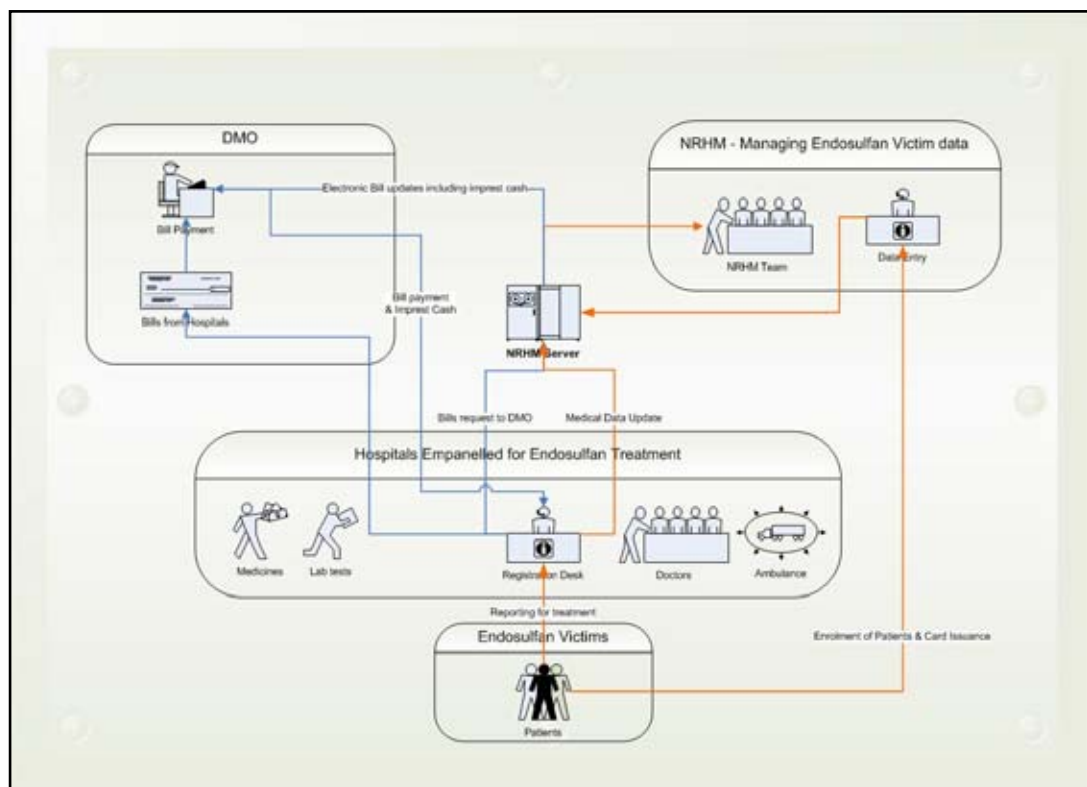 DMO
Bill Payment
Bills from Hospitals
Electronic Bill updates including imprest cash
Bill payment
& Imprest Cash
NRHM - Managing Endosulfan Victim data
NRHM Team
Data Entry
NRHM Server
Bills request to DMO
Medical Data Update
Hospitals Empanelled for Endosulfan Treatment
Medicines
Lab tests
Registration Desk
Doctors
Ambulance
Reporting for treatment
Enrolment of Patients & Card Issuance
Endosulfan Victims
Patients